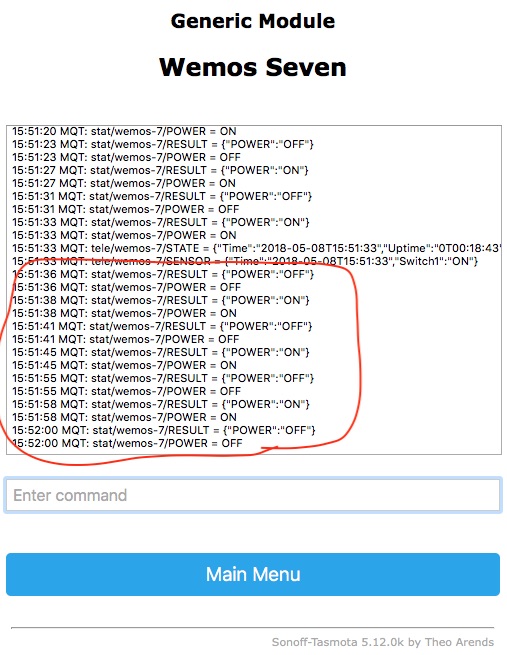 Generic Module
Wemos Seven
15:51:20 MQT: stat/wemos-7/POWER = ON
15:51:23 MQT: stat/wemos-7/RESULT = {"POWER":"OFF"}
15:51:23 MQT: stat/wemos-7/POWER = OFF
15:51:27 MQT: stat/wemos-7/RESULT = {"POWER":"ON"}
15:51:27 MQT: stat/wemos-7/POWER = ON
15:51:31 MQT: stat/wemos-7/RESULT = {"POWER":"OFF"}
15:51:31 MQT: stat/wemos-7/POWER = OFF
15:51:33 MQT: stat/wemos-7/RESULT = {"POWER":"ON"}
15:51:33 MQT: stat/wemos-7/POWER = ON
15:51:33 MQT: tele/wemos-7/STATE = {"Time":"2018-05-08T15:51:33","Uptime":"0T00:18:43"
15:51:33 MQT: tele/wemos-7/SENSOR = {"Time":"2018-05-08T15:51:33","Switch1":"ON"}
15:51:36 MQT: stat/wemos-7/RESULT = {"POWER":"OFF"}
15:51:36 MQT: stat/wemos-7/POWER = OFF
15:51:38 MQT: stat/wemos-7/RESULT = {"POWER":"ON"}
15:51:38 MQT: stat/wemos-7/POWER = ON
15:51:41 MQT: stat/wemos-7/RESULT = {"POWER":"OFF"}
15:51:41 MQT: stat/wemos-7/POWER = OFF
15:51:45 MQT: stat/wemos-7/RESULT = {"POWER":"ON"}
15:51:45 MQT: stat/wemos-7/POWER = ON
15:51:55 MQT: stat/wemos-7/RESULT = {"POWER":"OFF"}
15:51:55 MQT: stat/wemos-7/POWER = OFF
15:51:58 MQT: stat/wemos-7/RESULT = {"POWER":"ON"}
15:51:58 MQT: stat/wemos-7/POWER = ON
15:52:00 MQT: stat/wemos-7/RESULT = {"POWER":"OFF"}
15:52:00 MQT: stat/wemos-7/POWER = OFF
Enter command
Main Menu
Sonoff-Tasmota 5.12.0k by Theo Arends